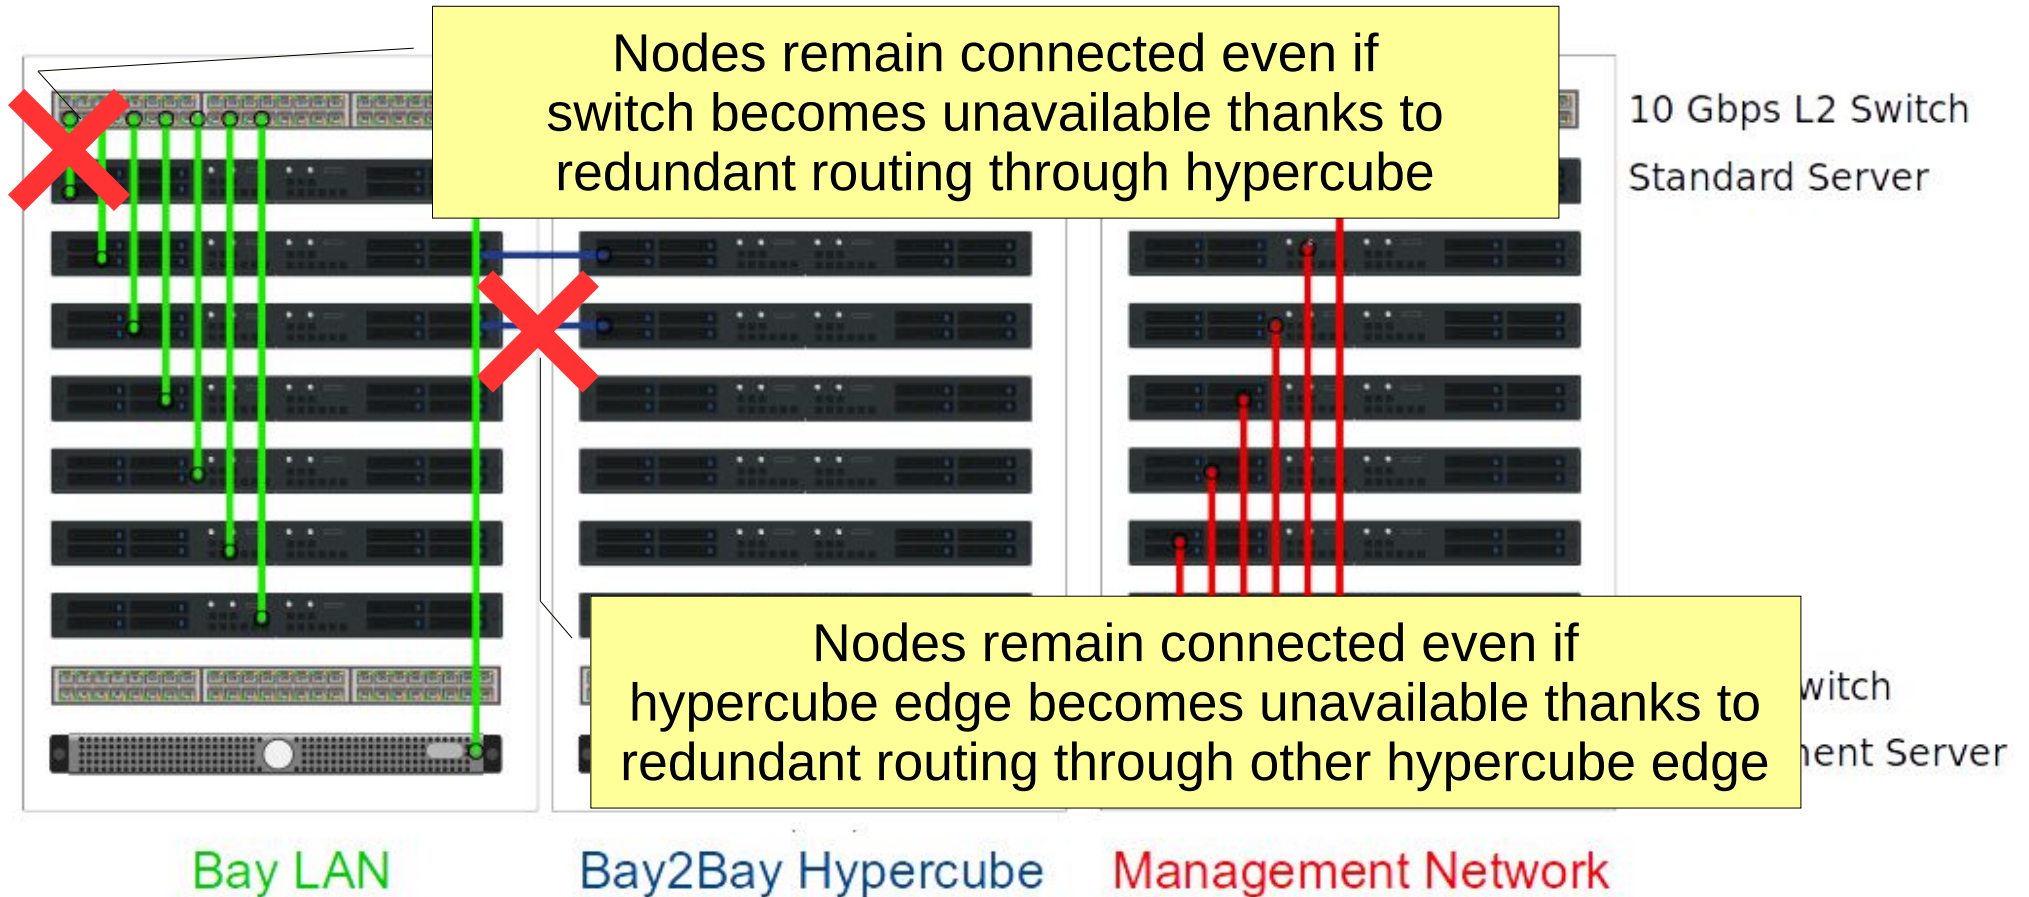 Nodes remain connected even if
switch becomes unavailable thanks to
redundant routing through hypercube
10 Gbps L2 Switch
Standard Server
Nodes remain connected even if
hypercube edge becomes unavailable thanks to
redundant routing through other hypercube edge
witch
ent Server
Bay LAN
Bay2Bay Hypercube
Management Network